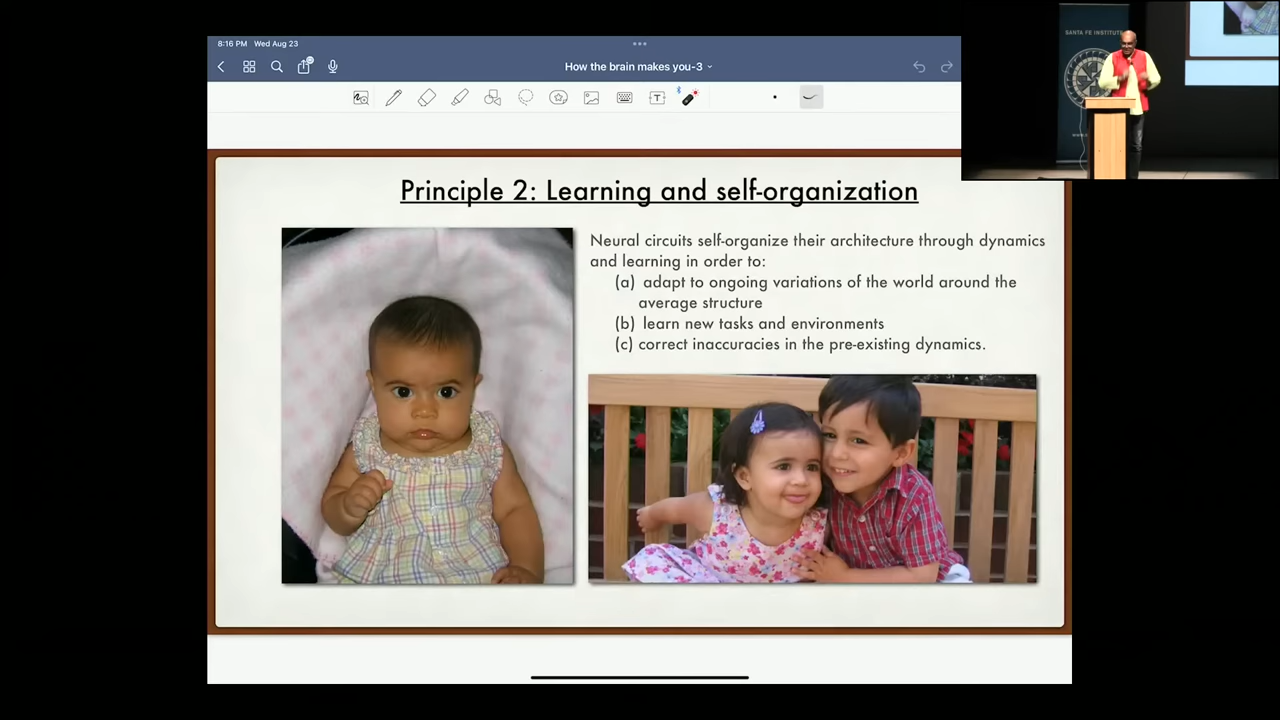 8:16 PM Wed Aug 23
How the brain makes you-3
SANTA FE INSTITUTE
Principle 2: Learning and self-organization
Neural circuits self-organize their architecture through dynamics
and learning in order to:
(a) adapt to ongoing variations of the world around the
average structure
(b) learn new tasks and environments
(c) correct inaccuracies in the pre-existing dynamics.